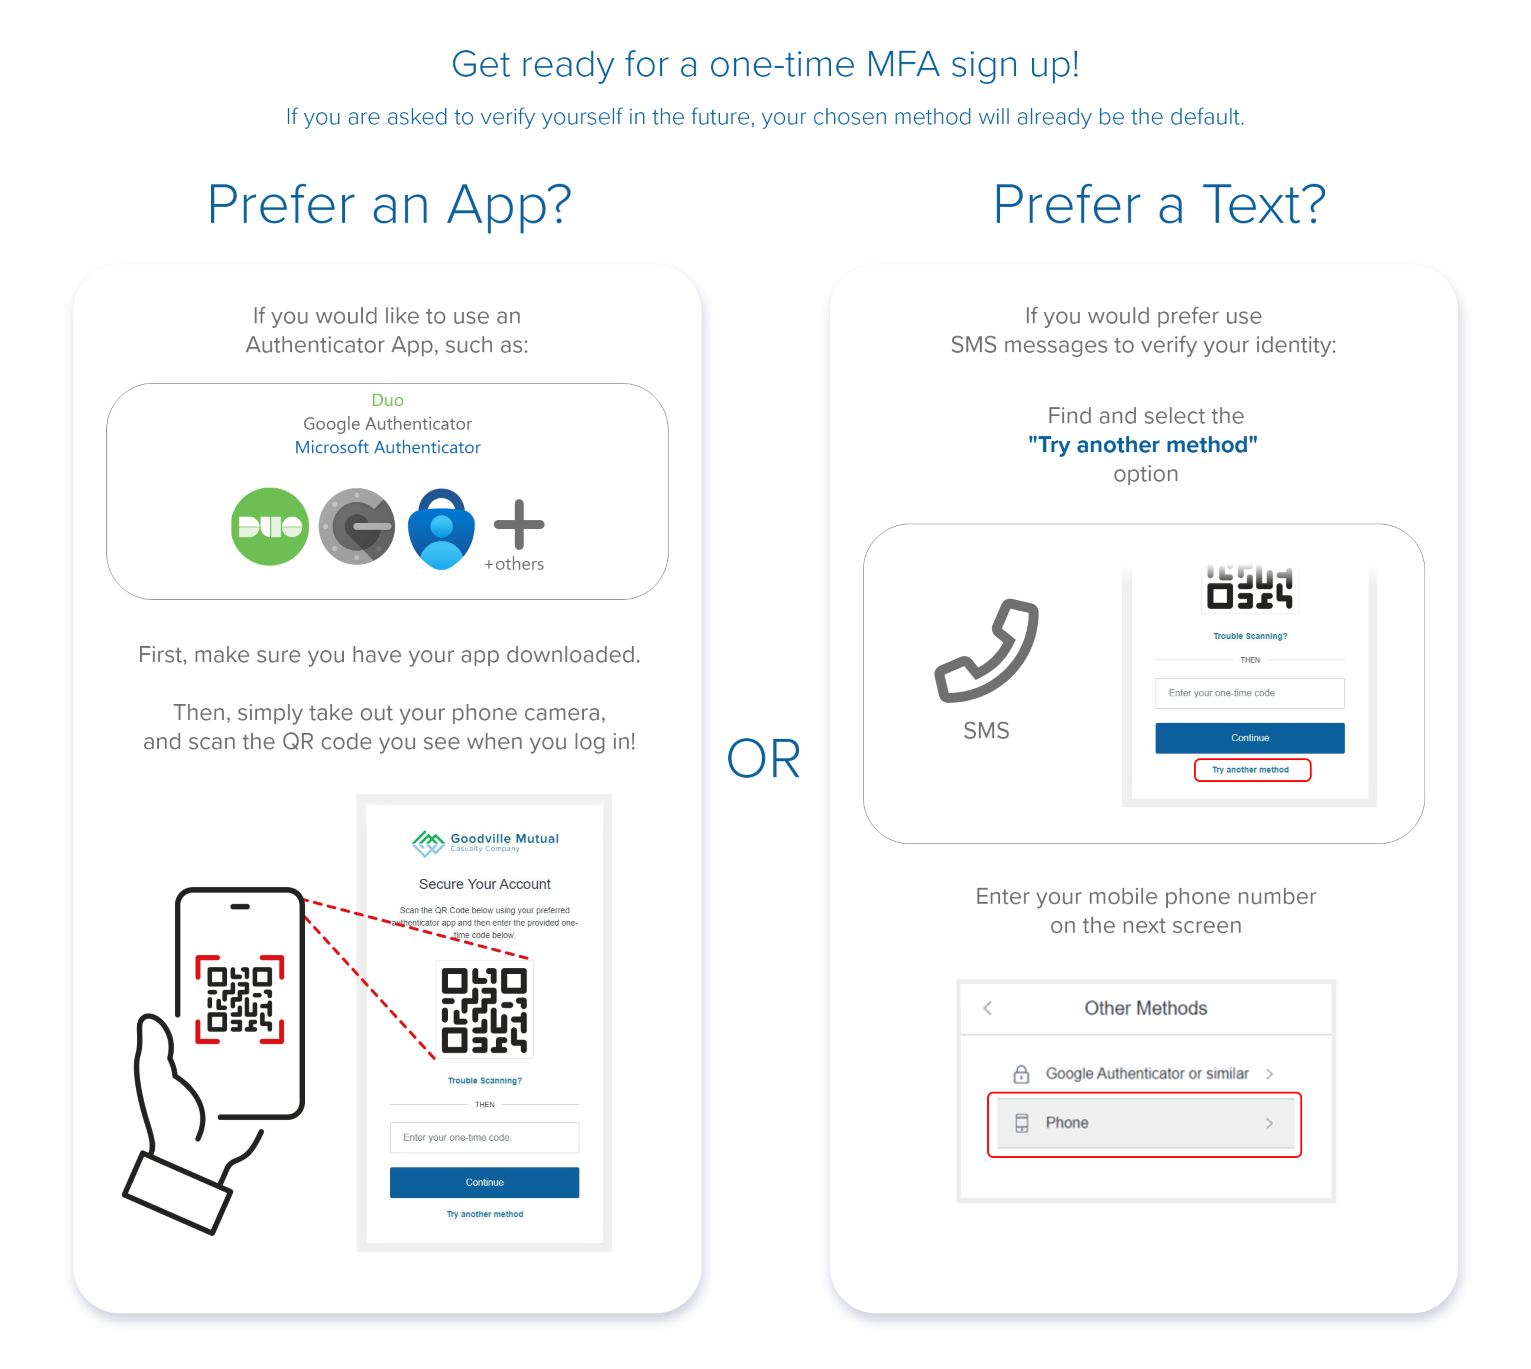 Get ready for a one-time MFA sign up!
If you are asked to verify yourself in the future, your chosen method will already be the default.
Prefer an App?
If you would like to use an
Authenticator App, such as:
Duo
Google Authenticator
Microsoft Authenticator
DUO
+others
First, make sure you have your app downloaded.
Then, simply take out your phone camera,
and scan the QR code you see when you log in!
Goodville Mutual
Casualty Company
Secure Your Account
Scan the QR Code below using your preferred
authenticator app and then enter the provided one-
time code below.
Trouble Scanning?
THEN
Enter your one-time code
Continue
Try another method
OR
Prefer a Text?
If you would prefer use
SMS messages to verify your identity:
Find and select the
"Try another method"
option
SMS
Trouble Scanning?
THEN
Enter your one-time code
Continue
Try another method
Enter your mobile phone number
on the next screen
Other Methods
Google Authenticator or similar
Phone